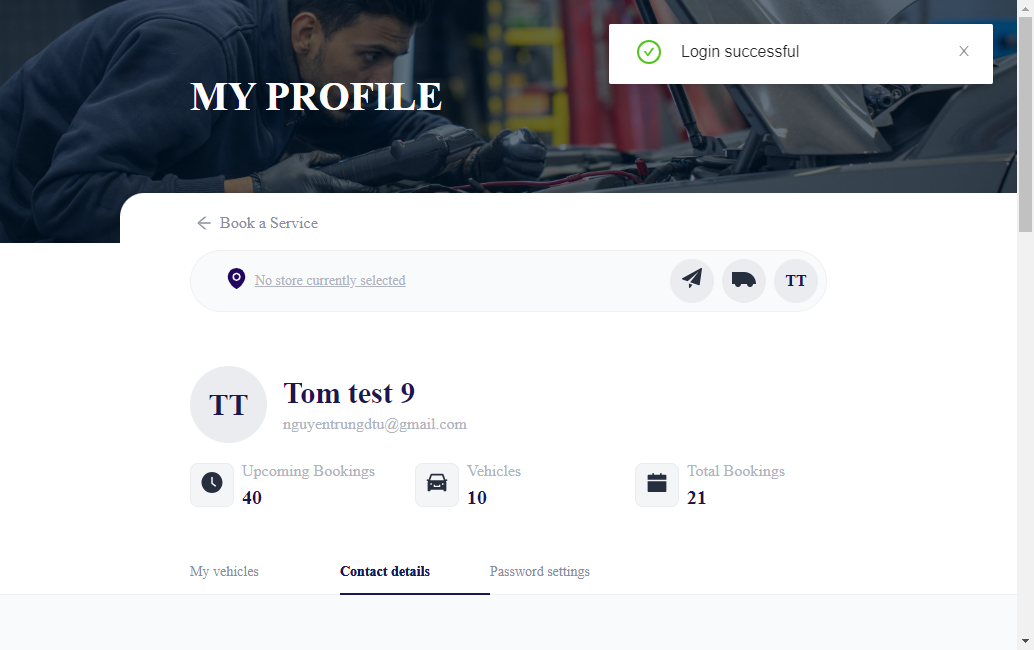 Login successful
MY PROFILE
Book a Service
No store currently selected
TT
TT
Tom test 9
nguyentrungdtu@gmail.com
Upcoming Bookings
40
Vehicles
10
Total Bookings
21
My vehicles
Contact details
Password settings